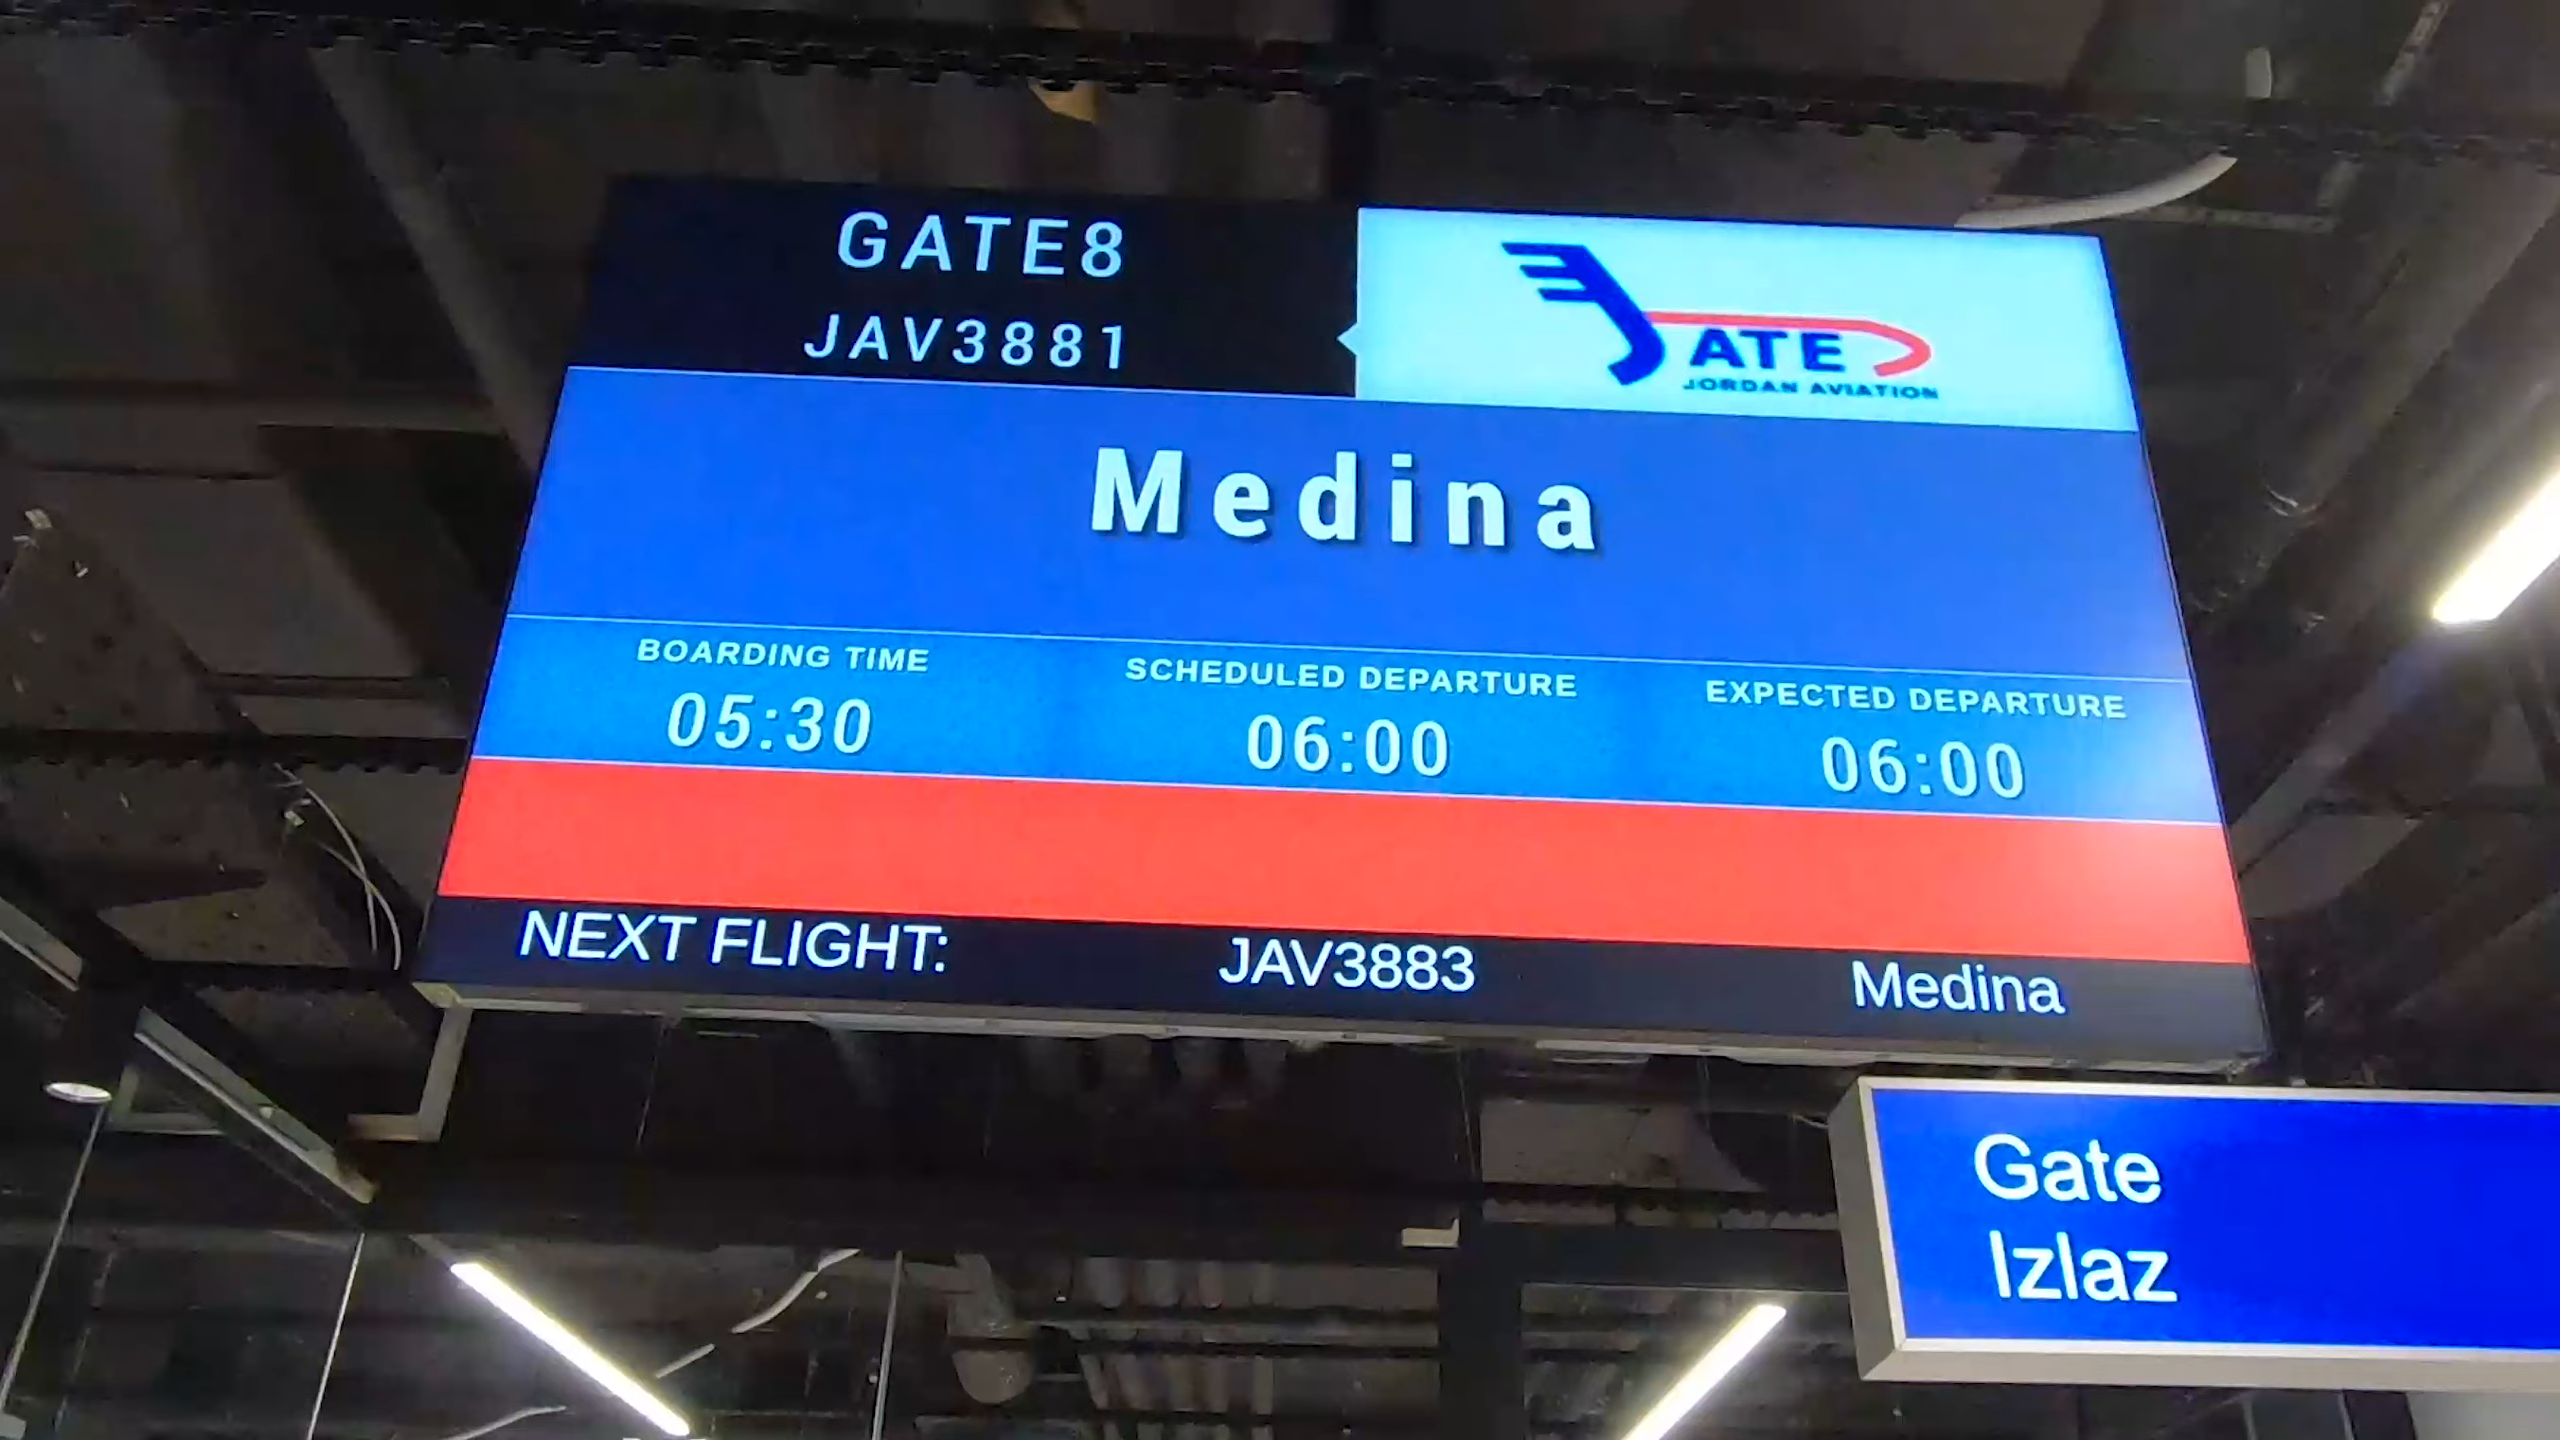 GATE8
JAV3881
JATE
JORDAN AVIATION
Medina
BOARDING TIME
05:30
SCHEDULED DEPARTURE
06:00
EXPECTED DEPARTURE
06:00
NEXT FLIGHT: JAV3883 Medina
Gate
Izlaz